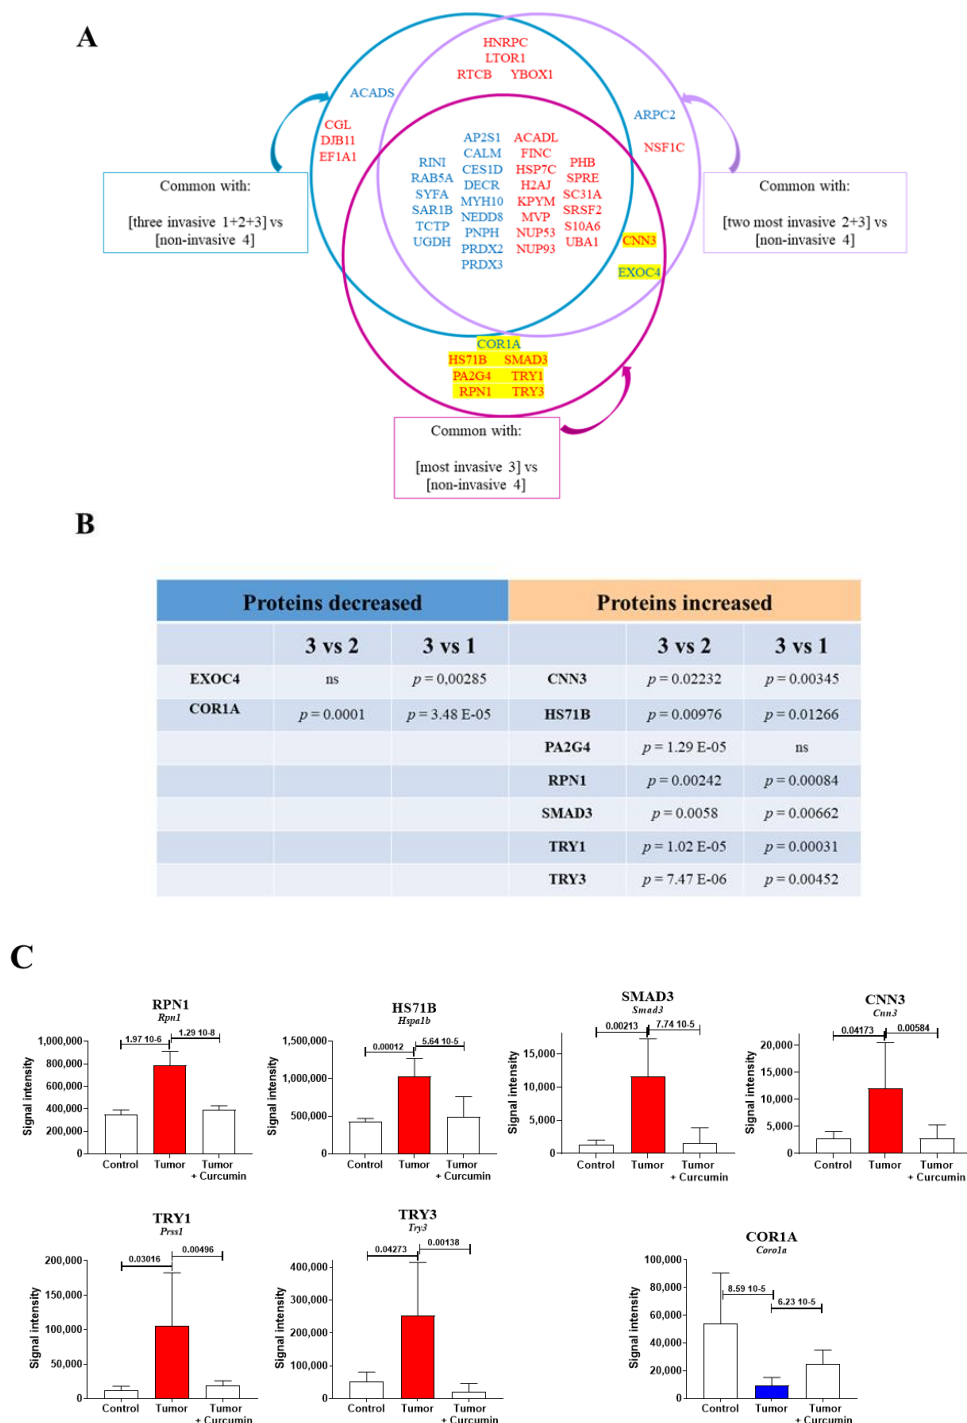 A
HNRPC
LTOR1
RTCB YBOX1
ACADS
CGL
DJB11
EF1A1
ARPC2
NSF1C
RINI
RAB5A
SYFA
SAR1B
TCTP
UGDH
AP2S1
CALM
CES1D
DECR
MYH10
NEDD8
PNPH
PRDX2
PRDX3
ACADL
FINC
HSP7C
H2AJ
KPYM
MVP
NUP53
NUP93
PHB
SPRE
SC31A
SRSF2
S10A6
UBA1
CNN3
EXOC4
Common with:
[three invasive 1+2+3] vs
[non-invasive 4]
Common with:
[two most invasive 2+3] vs
[non-invasive 4]
COR1A
HS71B SMAD3
PA2G4 TRY1
RPN1 TRY3
Common with:
[most invasive 3] vs
[non-invasive 4]
B
Proteins decreased Proteins increased
3 vs 2 3 vs 1 3 vs 2 3 vs 1
EXOC4 ns p = 0,00285 CNN3 p = 0.02232 p = 0.00345
COR1A p = 0.0001 p = 3.48 E-05 HS71B p = 0.00976 p = 0.01266
PA2G4 p = 1.29 E-05 ns
RPN1 p = 0.00242 p = 0.00084
SMAD3 p = 0.0058 p = 0.00662
TRY1 p = 1.02 E-05 p = 0.00031
TRY3 p = 7.47 E-06 p = 0.00452
C
RPN1
Rpn1
1.97 10-6 1.29 10-8
Signal intensity
1,000,000
800,000
600,000
400,000
200,000
0
Control Tumor Tumor
+ Curcumin
HS71B
Hspa1b
0.00012 5.64 10-5
Signal intensity
1,500,000
1,000,000
500,000
0
Control Tumor Tumor
+ Curcumin
SMAD3
Smad3
0.00213 7.74 10-5
Signal intensity
15,000
10,000
5,000
0
Control Tumor Tumor
+ Curcumin
CNN3
Cnn3
0.04173 0.00584
Signal intensity
20,000
15,000
10,000
5,000
0
Control Tumor Tumor
+ Curcumin
TRY1
Prss1
0.03016 0.00496
Signal intensity
200,000
150,000
100,000
50,000
0
Control Tumor Tumor
+ Curcumin
TRY3
Try3
0.04273 0.00138
Signal intensity
400,000
300,000
200,000
100,000
0
Control Tumor Tumor
+ Curcumin
COR1A
Coro1a
8.59 10-5 6.23 10-5
Signal intensity
100,000
80,000
60,000
40,000
20,000
0
Control Tumor Tumor
+ Curcumin